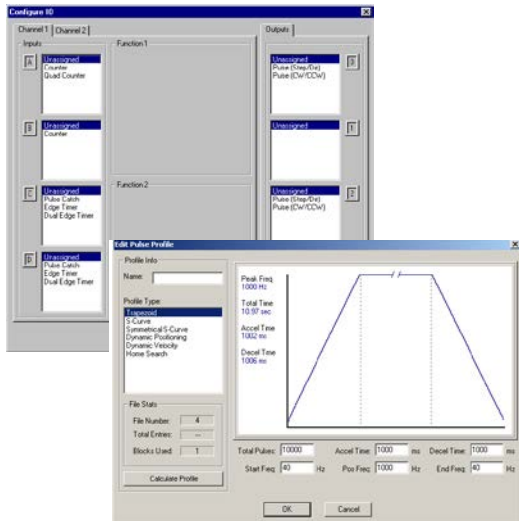 Configure IO
Channel 1 Channel 2
Outputs
Inputs
Function 1
A
Unassigned
Counter
Quad Counter
Unassigned
Pulse (Step/Dir)
Pulse (CW/CCW)
B
Unassigned
Counter
Unassigned
1
Function 2
C
Unassigned
Pulse Catch
Edge Timer
Dual Edge Timer
Unassigned
Pulse (Step/Dir)
Pulse (CW/CCW)
2
D
Unassigned
Pulse Catch
Edge Timer
Dual Edge Timer
Edit Pulse Profile
Profile Info
Name:
Profile Type:
Trapezoid
S-Curve
Symmetrical S-Curve
Dynamic Positioning
Dynamic Velocity
Home Search
File Stats
File Number: 4
Total Entries: --
Blocks Used: 1
Calculate Profile
Peak Freq
1000 Hz
Total Time
10.97 sec
Accel Time
1002 ms
Decel Time
1006 ms
Total Pulses: 10000 Accel Time: 1000 ms Decel Time: 1000 ms
Start Freq: 40 Hz Pos Freq: 1000 Hz End Freq: 40 Hz
OK Cancel